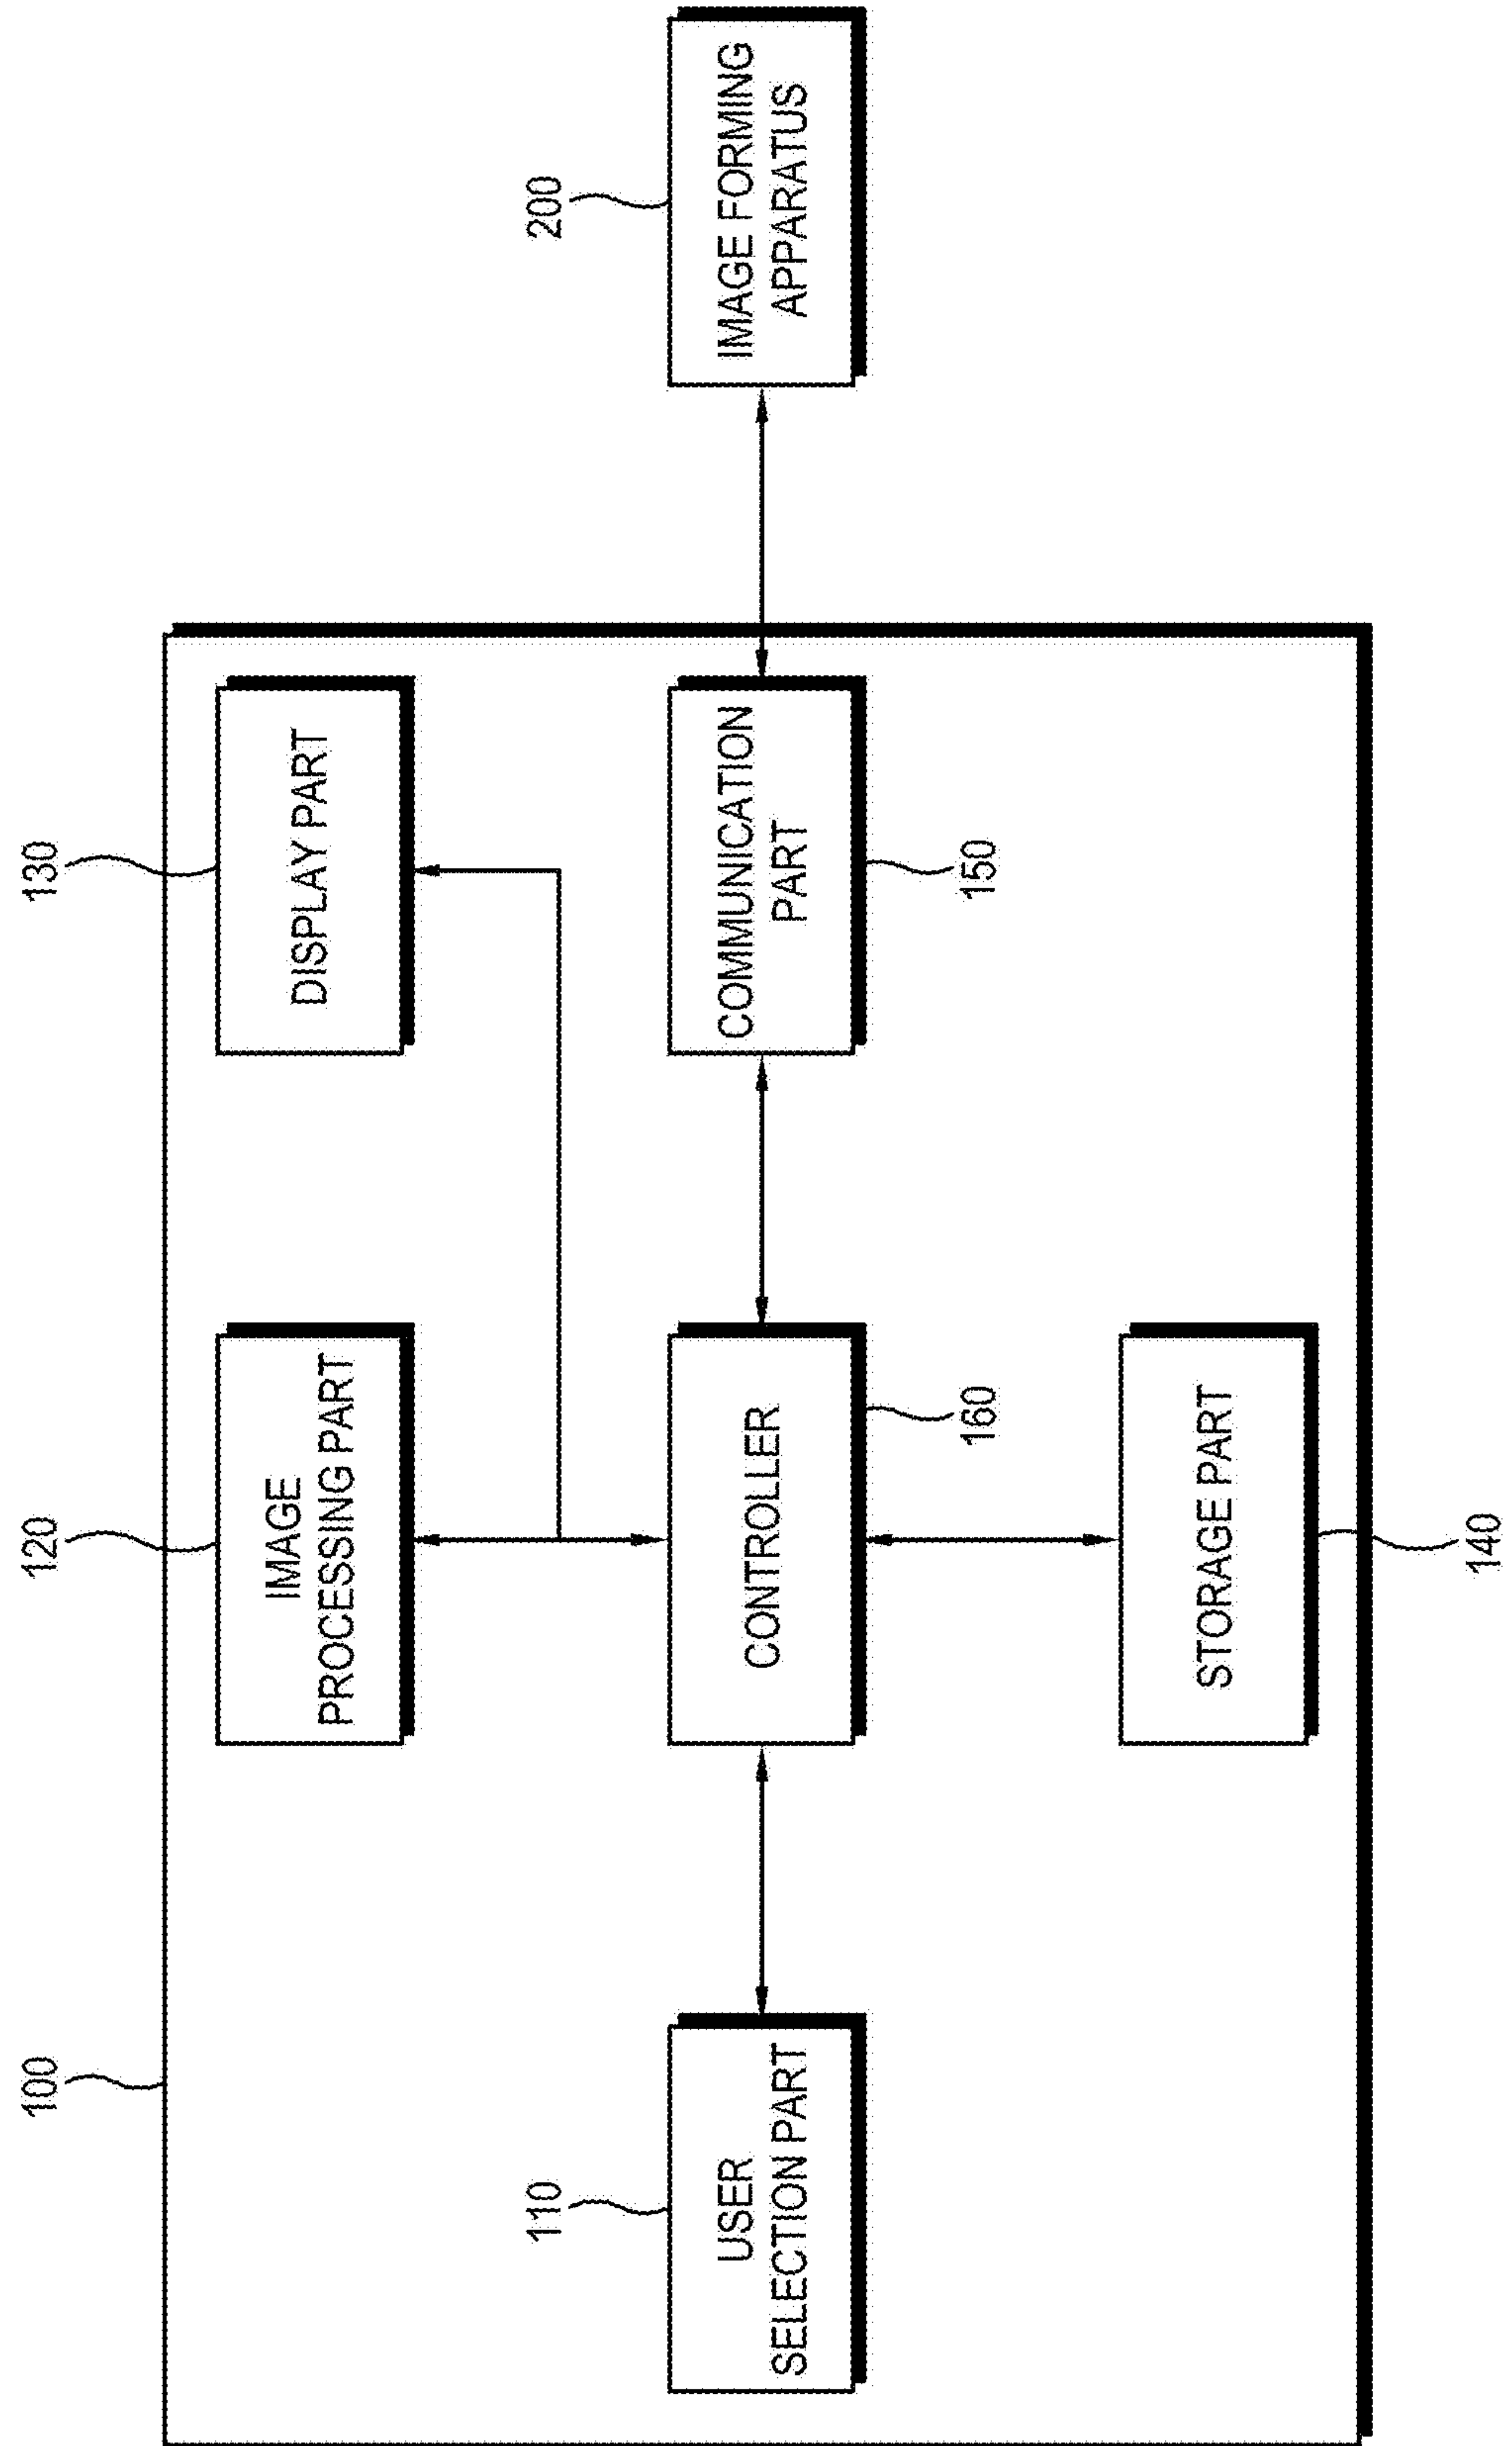 100
120
130
IMAGE
PROCESSING PART
DISPLAY PART
110
200
USER
SELECTION PART
CONTROLLER
COMMUNICATION
PART
IMAGE FORMING
APPARATUS
160
150
STORAGE PART
140